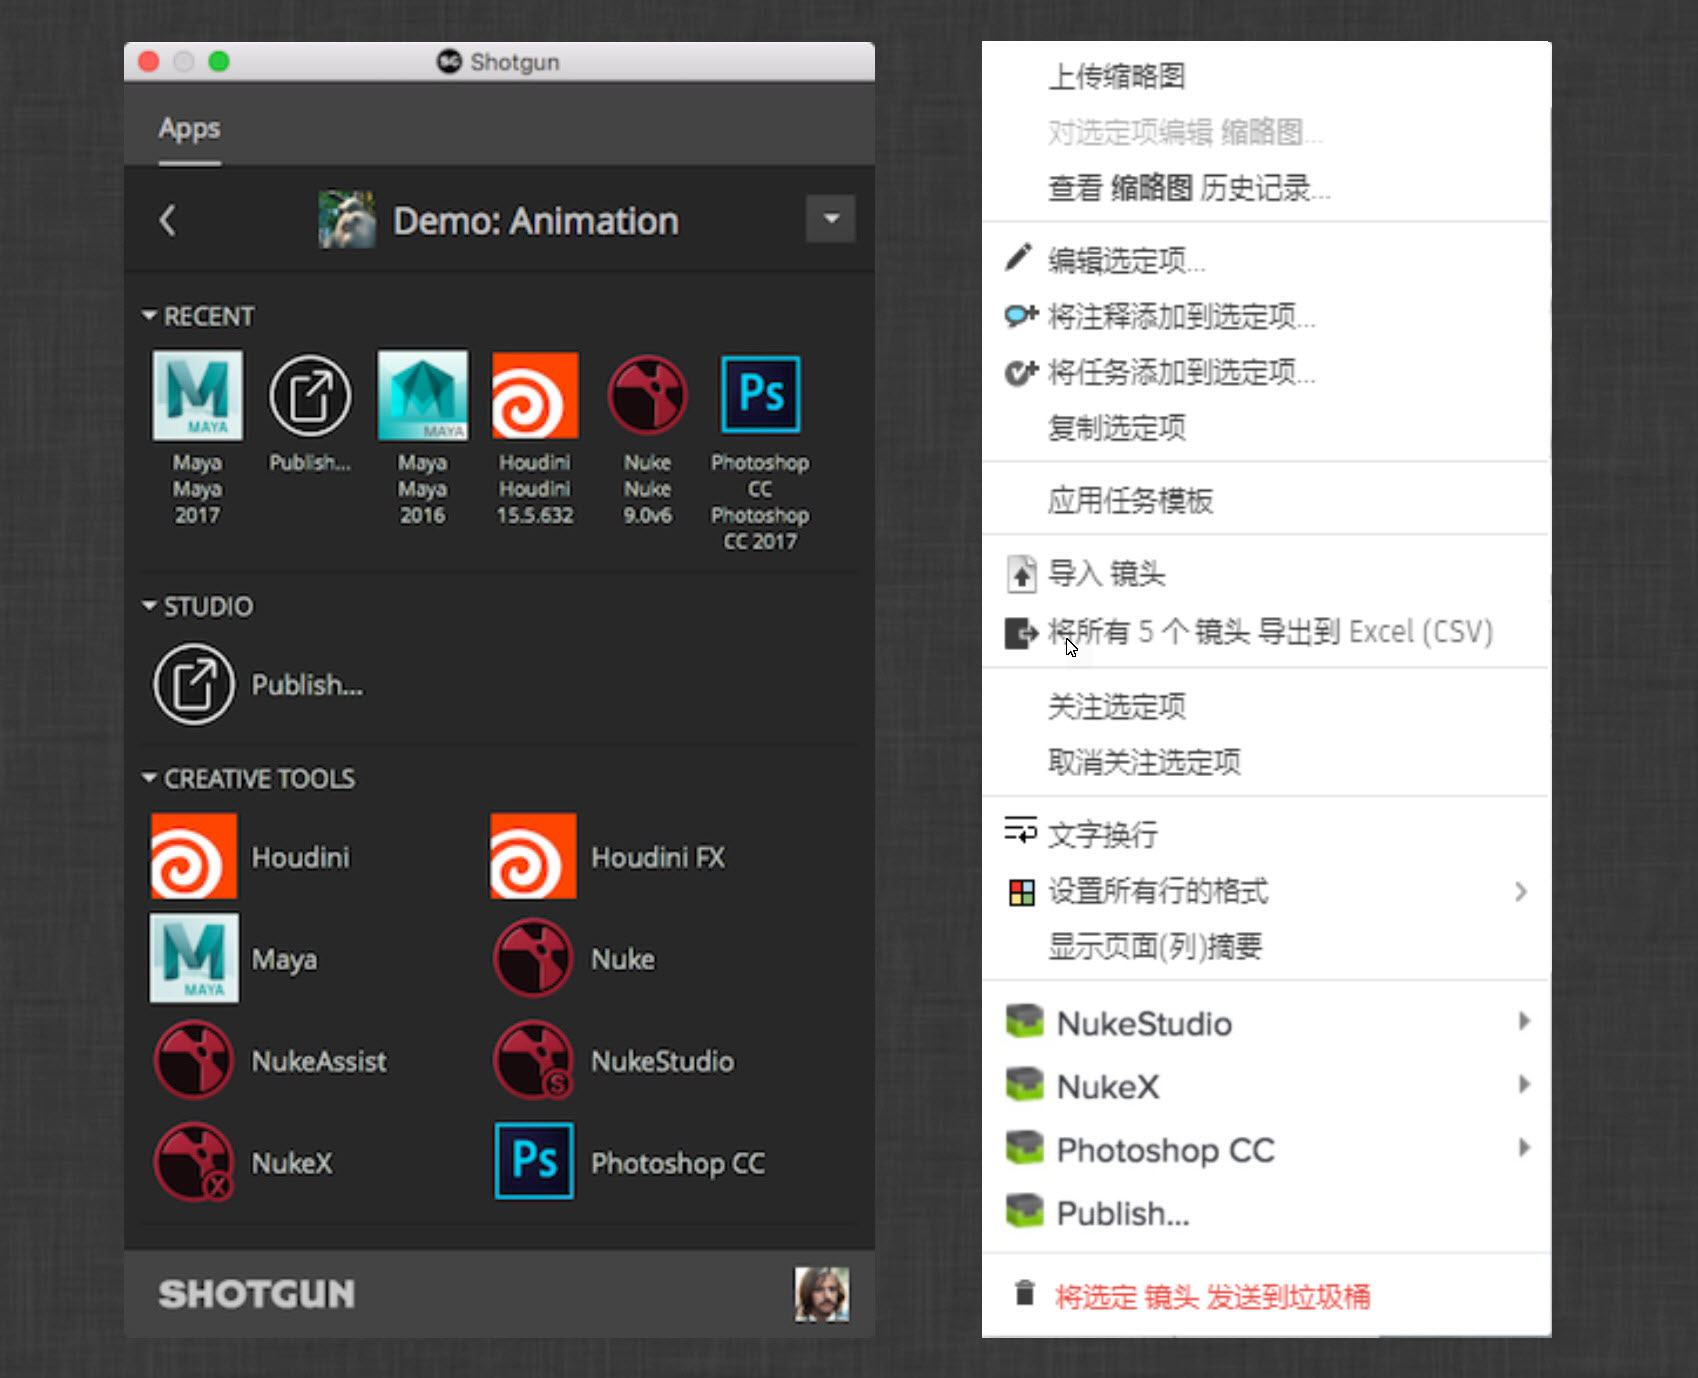 Shotgun
Apps
Demo: Animation
RECENT
MAYA
MAYA
Ps
Maya
Maya
2017
Publish...
Maya
Maya
2016
Houdini
Houdini
15.5.632
Nuke
Nuke
9.0v6
Photoshop
CC
Photoshop
CC 2017
STUDIO
Publish...
CREATIVE TOOLS
Houdini
Houdini FX
MAYA
Maya
Nuke
NukeAssist
S
NukeStudio
X
NukeX
Ps
Photoshop CC
SHOTGUN
上传缩略图
对选定项编辑 缩略图...
查看 缩略图 历史记录...
编辑选定项...
将注释添加到选定项...
将任务添加到选定项...
复制选定项
应用任务模板
导入 镜头
将所有 5 个 镜头 导出到 Excel (CSV)
关注选定项
取消关注选定项
文字换行
设置所有行的格式
显示页面(列)摘要
NukeStudio
NukeX
Photoshop CC
Publish...
将选定 镜头 发送到垃圾桶